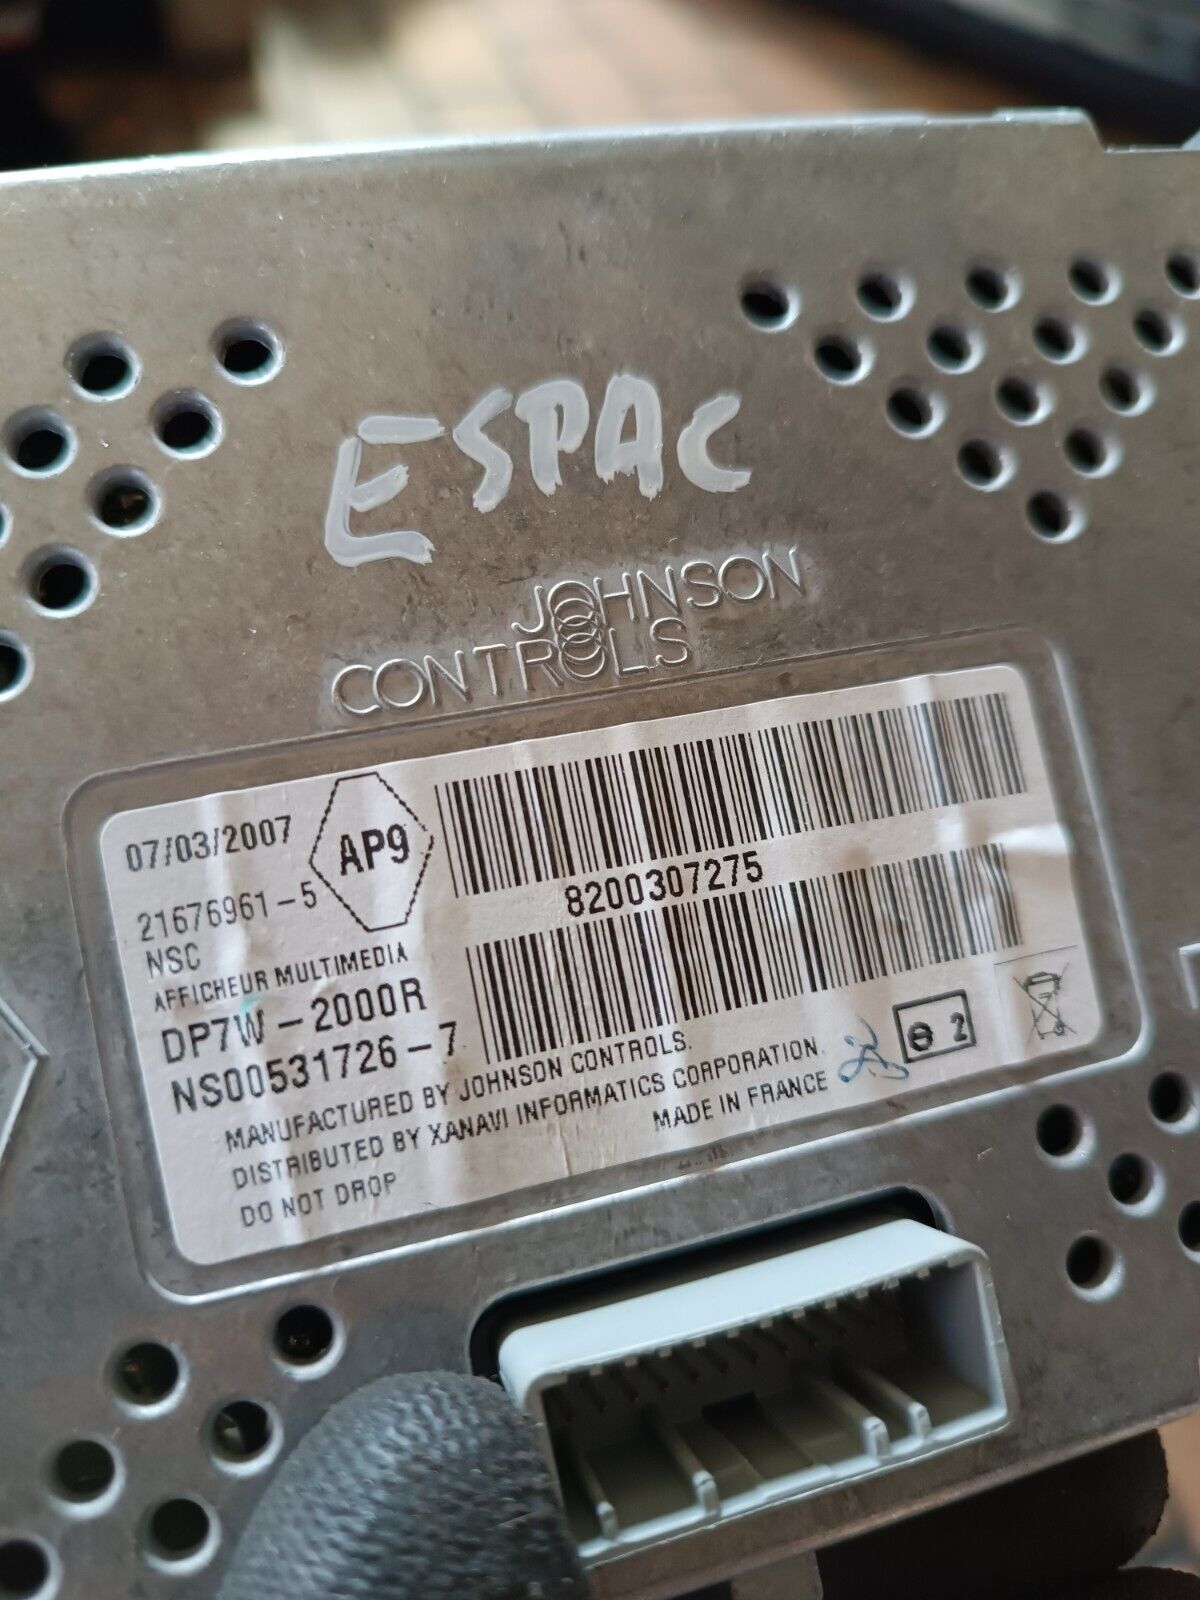 ESPAC
JOHNSON
CONTROLS
07/03/2007
AP9
21676961-5
NSC
AFFICHEUR MULTIMEDIA
DP7W-2000R
NS00531726-7
8200307275
MANUFACTURED BY JOHNSON CONTROLS.
DISTRIBUTED BY XANAVI INFORMATICS CORPORATION.
MADE IN FRANCE
DO NOT DROP
2